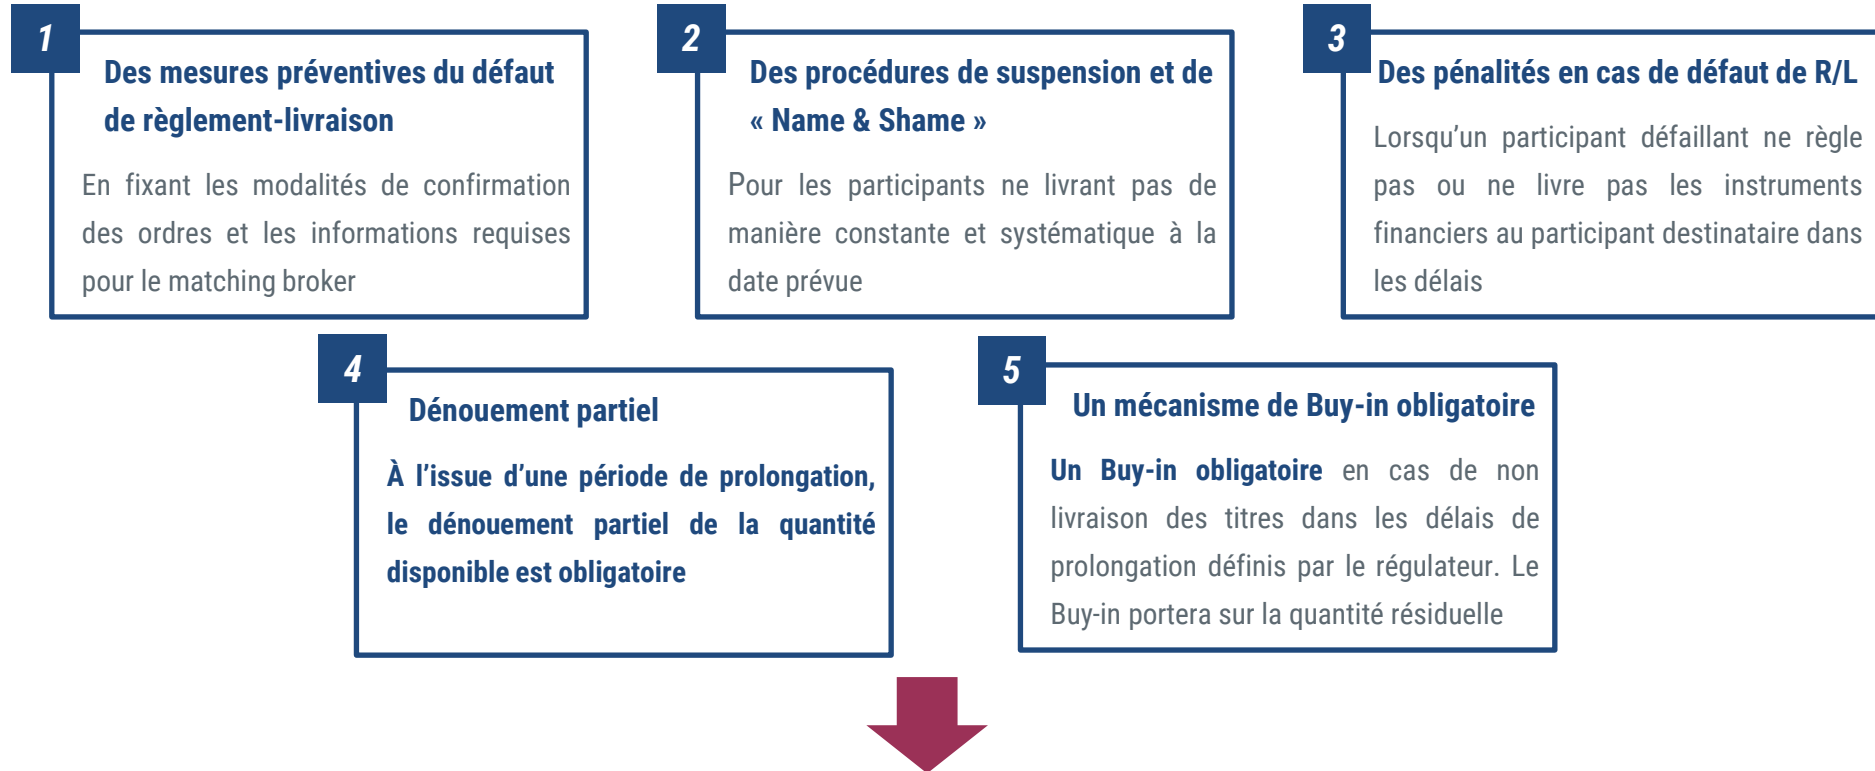 1
Des mesures préventives du défaut
de règlement-livraison
En fixant les modalités de confirmation
des ordres et les informations requises
pour le matching broker
2
Des procédures de suspension et de
« Name & Shame »
Pour les participants ne livrant pas de
manière constante et systématique à la
date prévue
3
Des pénalités en cas de défaut de R/L
Lorsqu’un participant défaillant ne règle
pas ou ne livre pas les instruments
financiers au participant destinataire dans
les délais
4
Dénouement partiel
À l’issue d’une période de prolongation,
le dénouement partiel de la quantité
disponible est obligatoire
5
Un mécanisme de Buy-in obligatoire
Un Buy-in obligatoire en cas de non
livraison des titres dans les délais de
prolongation définis par le régulateur. Le
Buy-in portera sur la quantité résiduelle